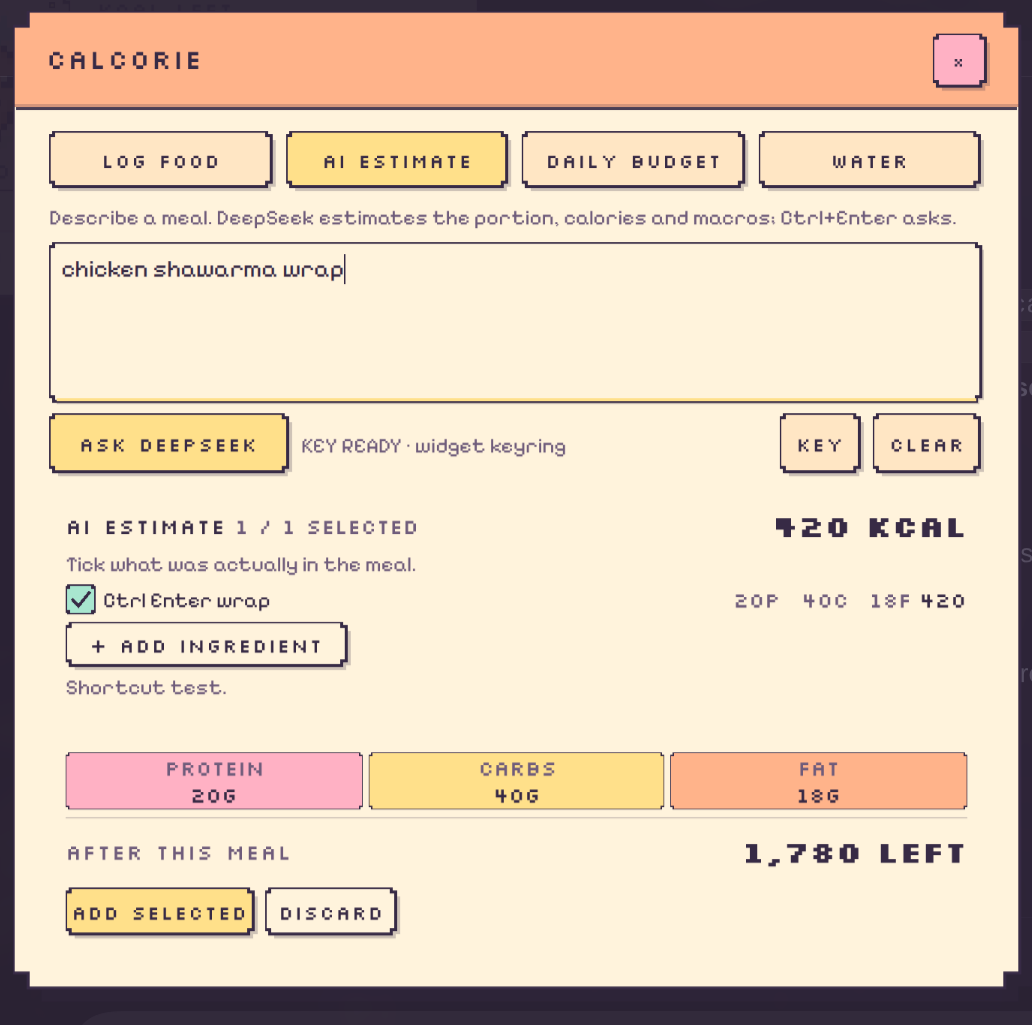 CALCORIE
x
LOG FOOD
AI ESTIMATE
DAILY BUDGET
WATER
Describe a meal. DeepSeek estimates the portion, calories and macros; Ctrl+Enter asks.
chicken shawarma wrap
ASK DEEPSEEK
KEY READY · widget keyring
KEY
CLEAR
AI ESTIMATE 1 / 1 SELECTED
420 KCAL
Tick what was actually in the meal.
Ctrl Enter wrap
20P 40C 18F 420
+ ADD INGREDIENT
Shortcut test.
PROTEIN
20G
CARBS
40G
FAT
18G
AFTER THIS MEAL
1,780 LEFT
ADD SELECTED
DISCARD